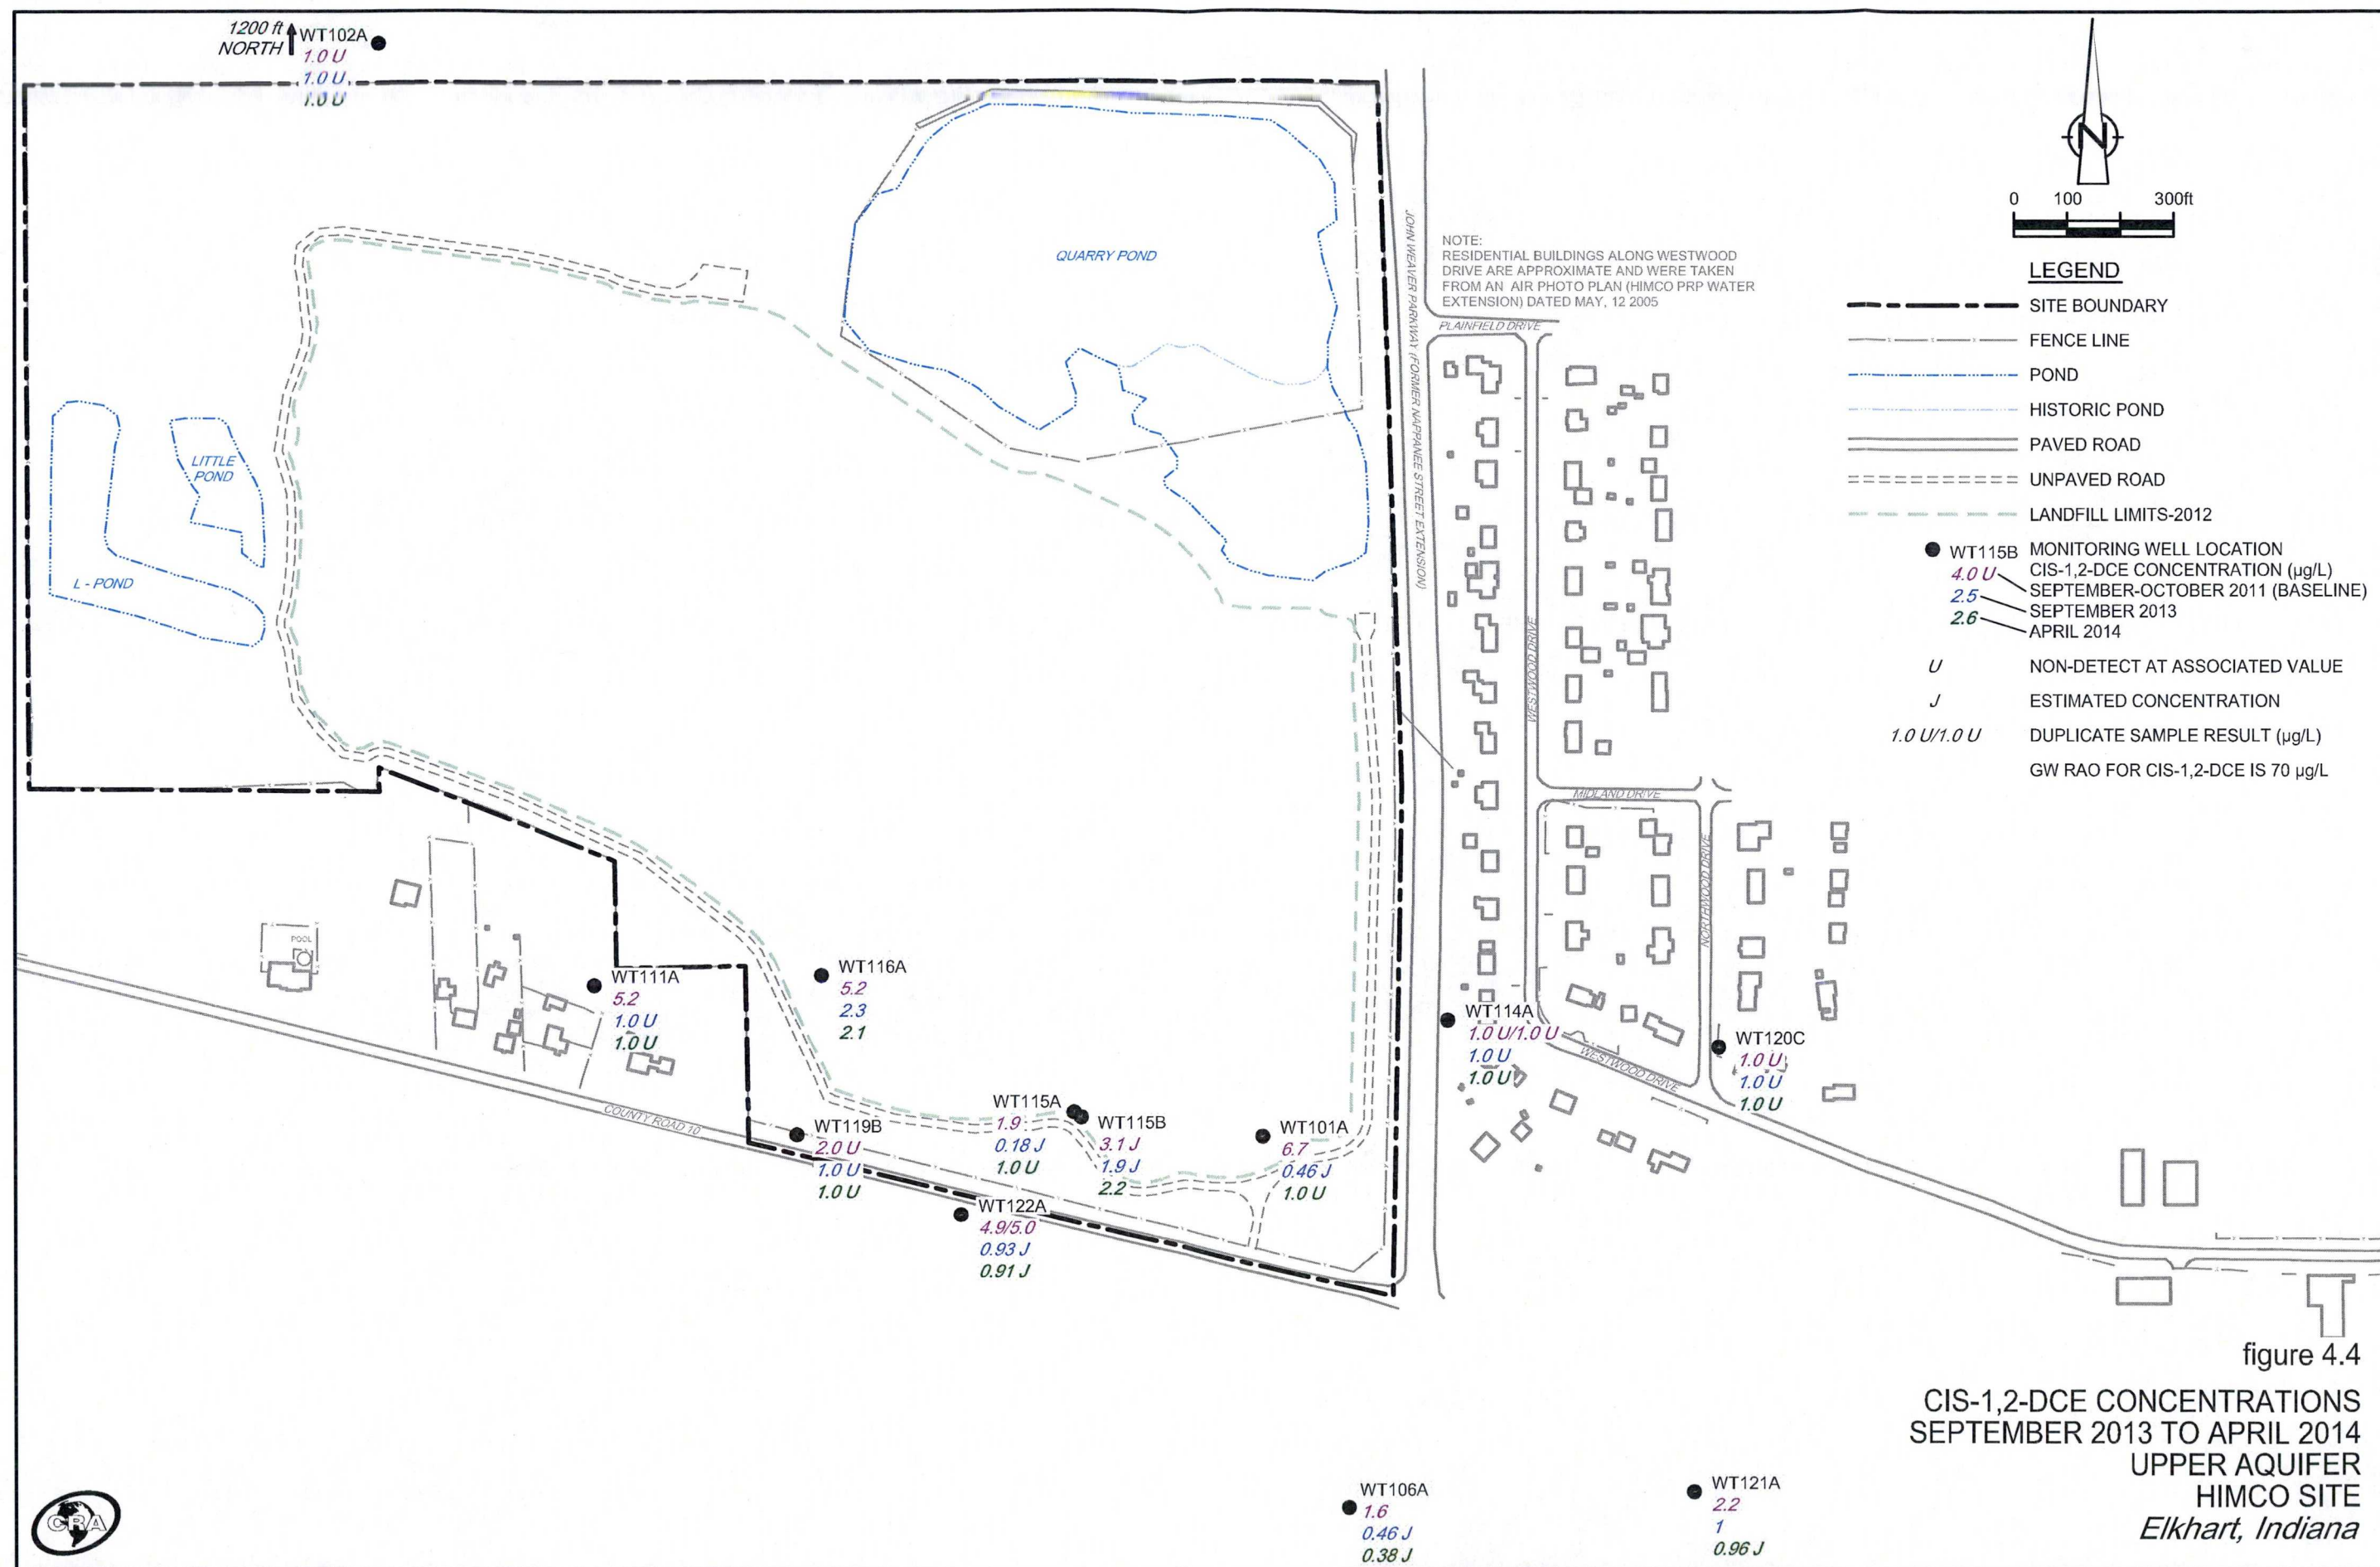 1200 ft
NORTH
WT102A
1.0 U
1.0 U
1.0 U
N
0 100 300ft
QUARRY POND
JOHN WEAVER PARKWAY (FORMER NAPPANEE STREET EXTENSION)
NOTE:
RESIDENTIAL BUILDINGS ALONG WESTWOOD
DRIVE ARE APPROXIMATE AND WERE TAKEN
FROM AN AIR PHOTO PLAN (HIMCO PRP WATER
EXTENSION) DATED MAY, 12 2005
PLAINFIELD DRIVE
LEGEND
SITE BOUNDARY
FENCE LINE
POND
HISTORIC POND
PAVED ROAD
UNPAVED ROAD
LANDFILL LIMITS-2012
WT115B MONITORING WELL LOCATION
4.0 U CIS-1,2-DCE CONCENTRATION (µg/L)
SEPTEMBER-OCTOBER 2011 (BASELINE)
2.5 SEPTEMBER 2013
2.6 APRIL 2014
U NON-DETECT AT ASSOCIATED VALUE
J ESTIMATED CONCENTRATION
1.0 U/1.0 U DUPLICATE SAMPLE RESULT (µg/L)
GW RAO FOR CIS-1,2-DCE IS 70 µg/L
LITTLE
POND
L - POND
WESTWOOD DRIVE
MIDLAND DRIVE
NORTHWOOD DRIVE
POOL
WT111A
5.2
1.0 U
1.0 U
WT116A
5.2
2.3
2.1
WT114A
1.0 U/1.0 U
1.0 U
1.0 U
WESTWOOD DRIVE
WT120C
1.0 U
1.0 U
1.0 U
COUNTY ROAD 10
WT119B
2.0 U
1.0 U
1.0 U
WT115A
1.9
0.18 J
1.0 U
WT115B
3.1 J
1.9 J
2.2
WT101A
6.7
0.46 J
1.0 U
WT122A
4.9/5.0
0.93 J
0.91 J
WT106A
1.6
0.46 J
0.38 J
WT121A
2.2
1
0.96 J
figure 4.4
CIS-1,2-DCE CONCENTRATIONS
SEPTEMBER 2013 TO APRIL 2014
UPPER AQUIFER
HIMCO SITE
Elkhart, Indiana
CRA